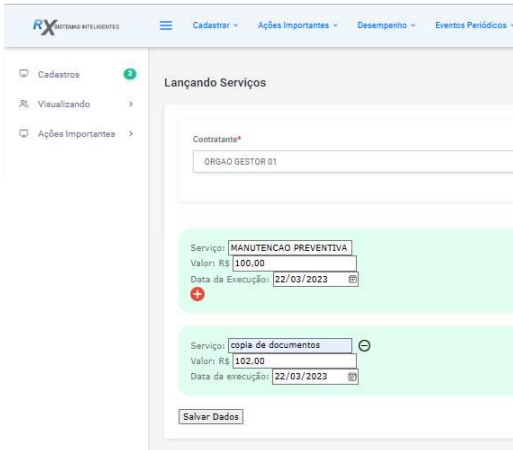 RX SISTEMAS INTELIGENTES
Cadastrar Ações Importantes Desempenho Eventos Periódicos
Cadastros 2
Visualizando
Ações Importantes
Lançando Serviços
Contratante*
ORGAO GESTOR 01
Serviço: MANUTENCAO PREVENTIVA
Valor: R$ 100,00
Data da Execução: 22/03/2023
Serviço: copia de documentos
Valor: R$ 102,00
Data da execução: 22/03/2023
Salvar Dados